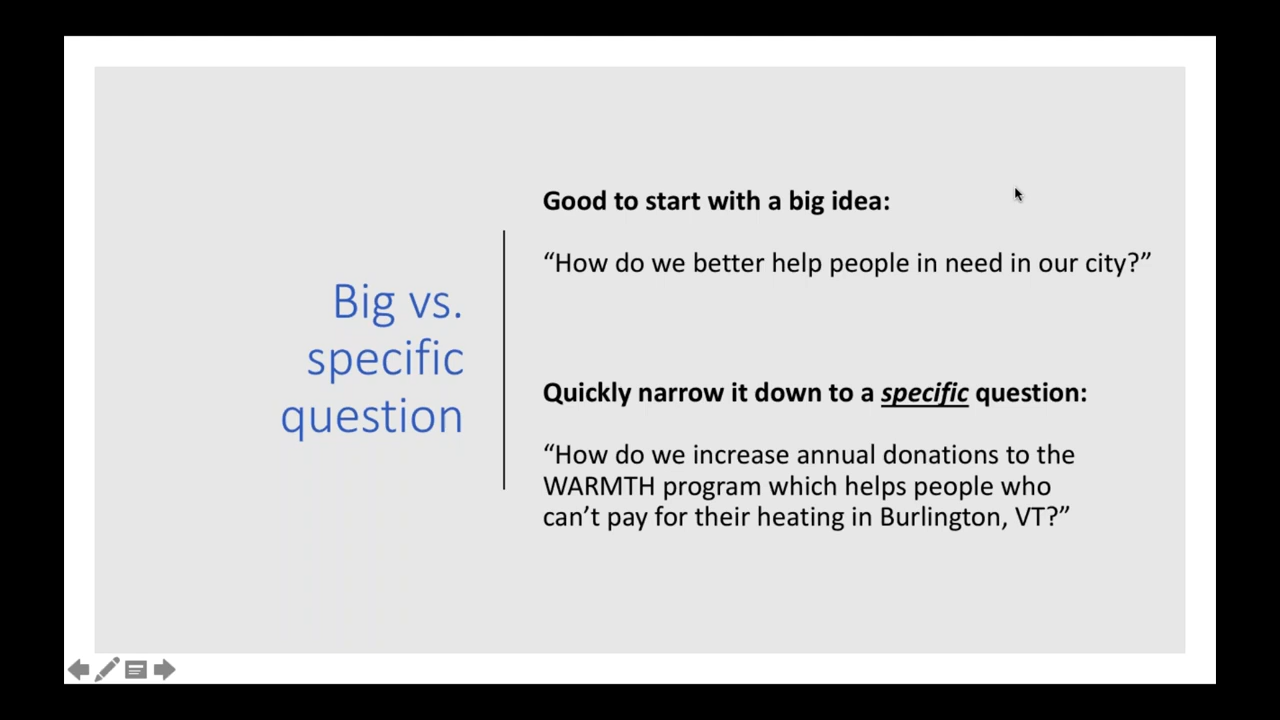 Big vs.
specific
question
Good to start with a big idea:
“How do we better help people in need in our city?”
Quickly narrow it down to a specific question:
“How do we increase annual donations to the
WARMTH program which helps people who
can’t pay for their heating in Burlington, VT?”